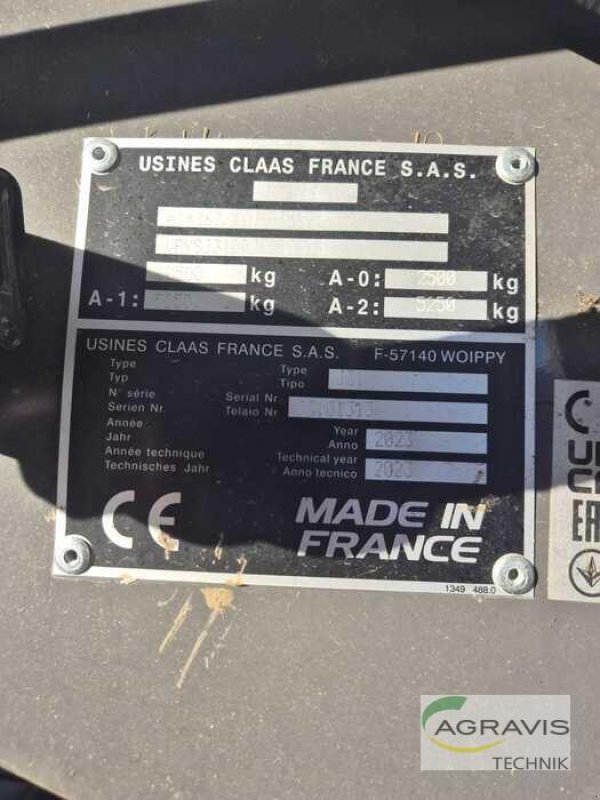 USINES CLAAS FRANCE S.A.S.
kg A-0: 2500 kg
A-1: kg A-2: 5250 kg
USINES CLAAS FRANCE S.A.S. F-57140 WOIPPY
Type
Typ
Type
Tipo
N° série
Serien Nr
Serial Nr
Telaio Nr
Année
Jahr
Year
Anno
2023
Année technique
Technisches Jahr
Technical year
Anno tecnico
2023
CE
MADE IN
FRANCE
1349 488.0
AGRAVIS
TECHNIK